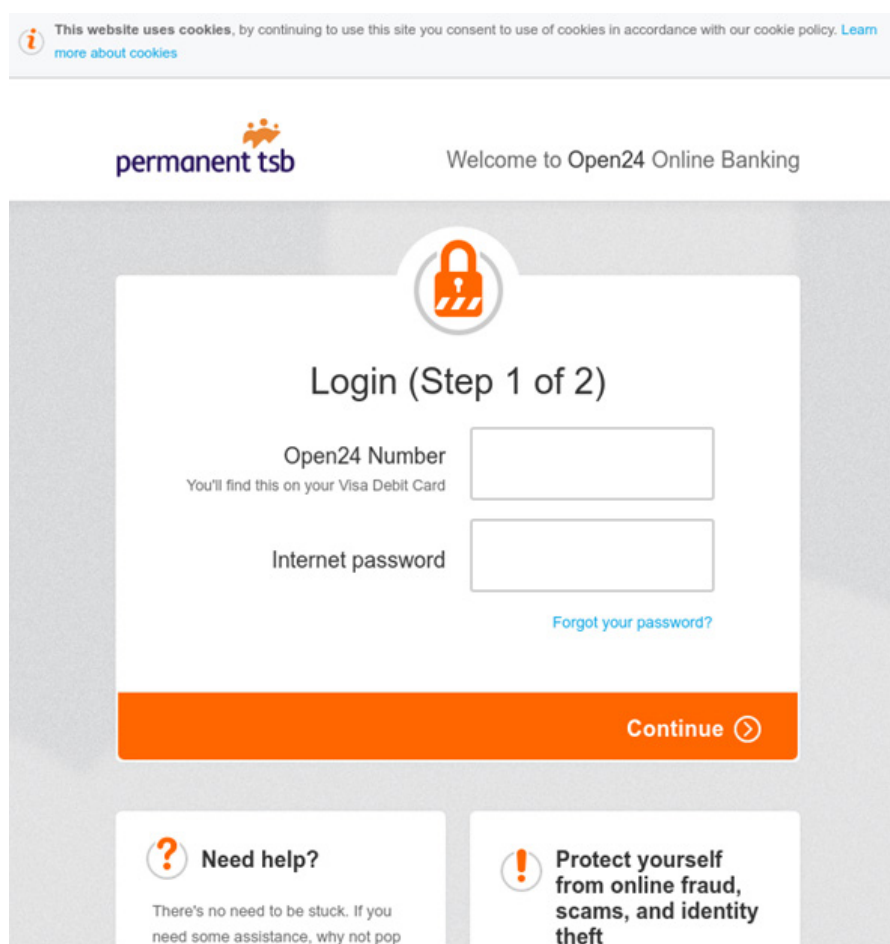 This website uses cookies, by continuing to use this site you consent to use of cookies in accordance with our cookie policy. Learn
more about cookies
permanent tsb
Welcome to Open24 Online Banking
Login (Step 1 of 2)
Open24 Number
You'll find this on your Visa Debit Card
Internet password
Forgot your password?
Continue
Need help?
There's no need to be stuck. If you
need some assistance, why not pop
Protect yourself
from online fraud,
scams, and identity
theft